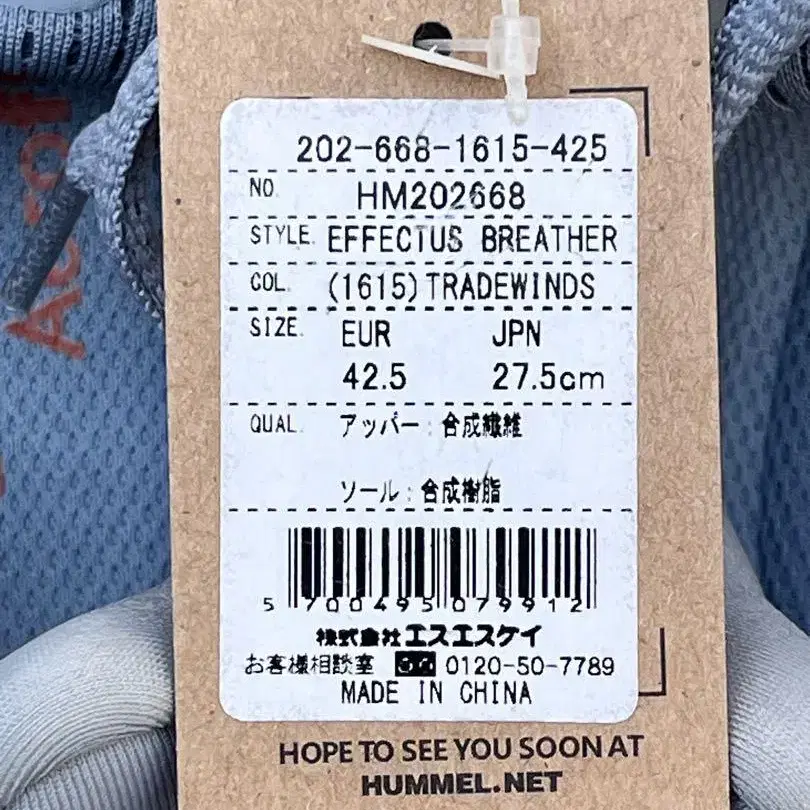 202-668-1615-425
NO. HM202668
STYLE. EFFECTUS BREATHER
COL. (1615) TRADEWINDS
SIZE. EUR JPN
42.5 27.5cm
QUAL. アッパー:合成繊維
ソール:合成樹脂
5 700495 079912
株式会社エスエスケイ
お客様相談室 0120-50-7789
MADE IN CHINA
HOPE TO SEE YOU SOON AT
HUMMEL.NET